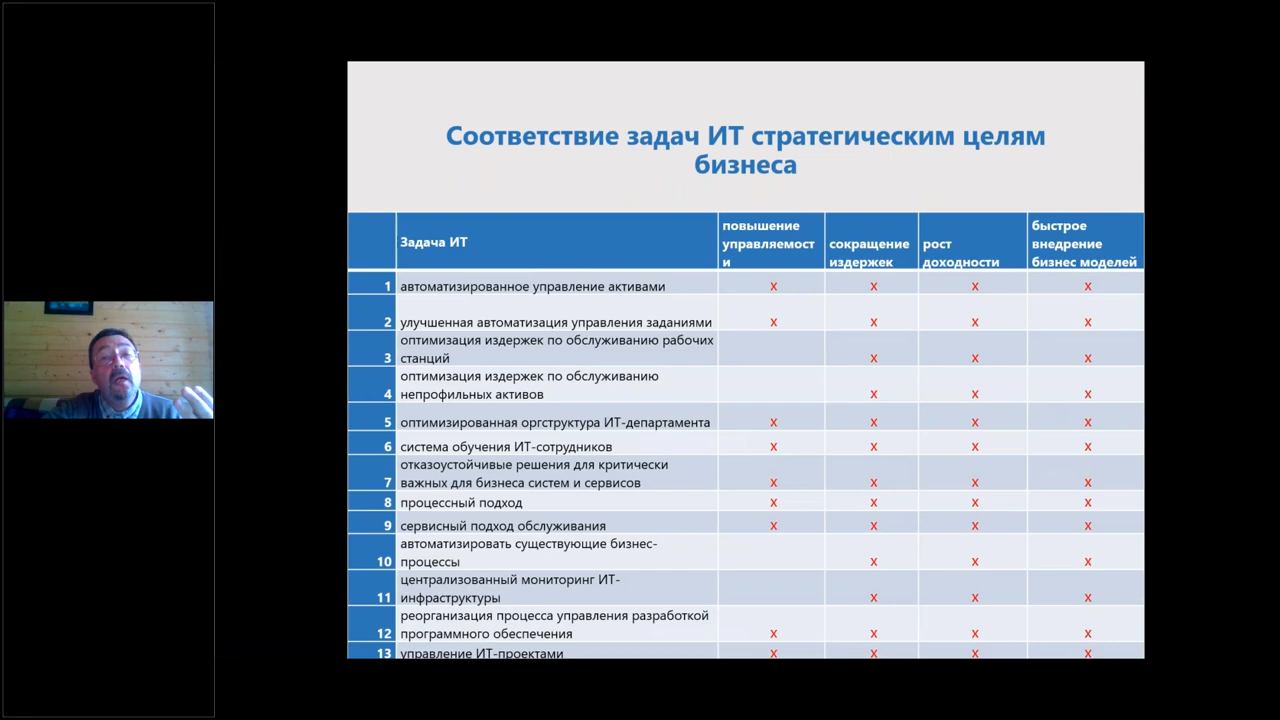 Соответствие задач ИТ стратегическим целям
бизнеса
Задача ИТ
повышение
управляемост
и
сокращение
издержек
рост
доходности
быстрое
внедрение
бизнес моделей
1 автоматизированное управление активами x x x x
2 улучшенная автоматизация управления заданиями x x x x
оптимизация издержек по обслуживанию рабочих
3 станций x x x
оптимизация издержек по обслуживанию
4 непрофильных активов x x x
5 оптимизированная оргструктура ИТ-департамента x x x x
6 система обучения ИТ-сотрудников x x x x
отказоустойчивые решения для критически
7 важных для бизнеса систем и сервисов x x x x
8 процессный подход x x x x
9 сервисный подход обслуживания x x x x
автоматизировать существующие бизнес-
10 процессы x x x
централизованный мониторинг ИТ-
11 инфраструктуры x x x
реорганизация процесса управления разработкой
12 программного обеспечения x x x x
13 управление ИТ-проектами x x x x